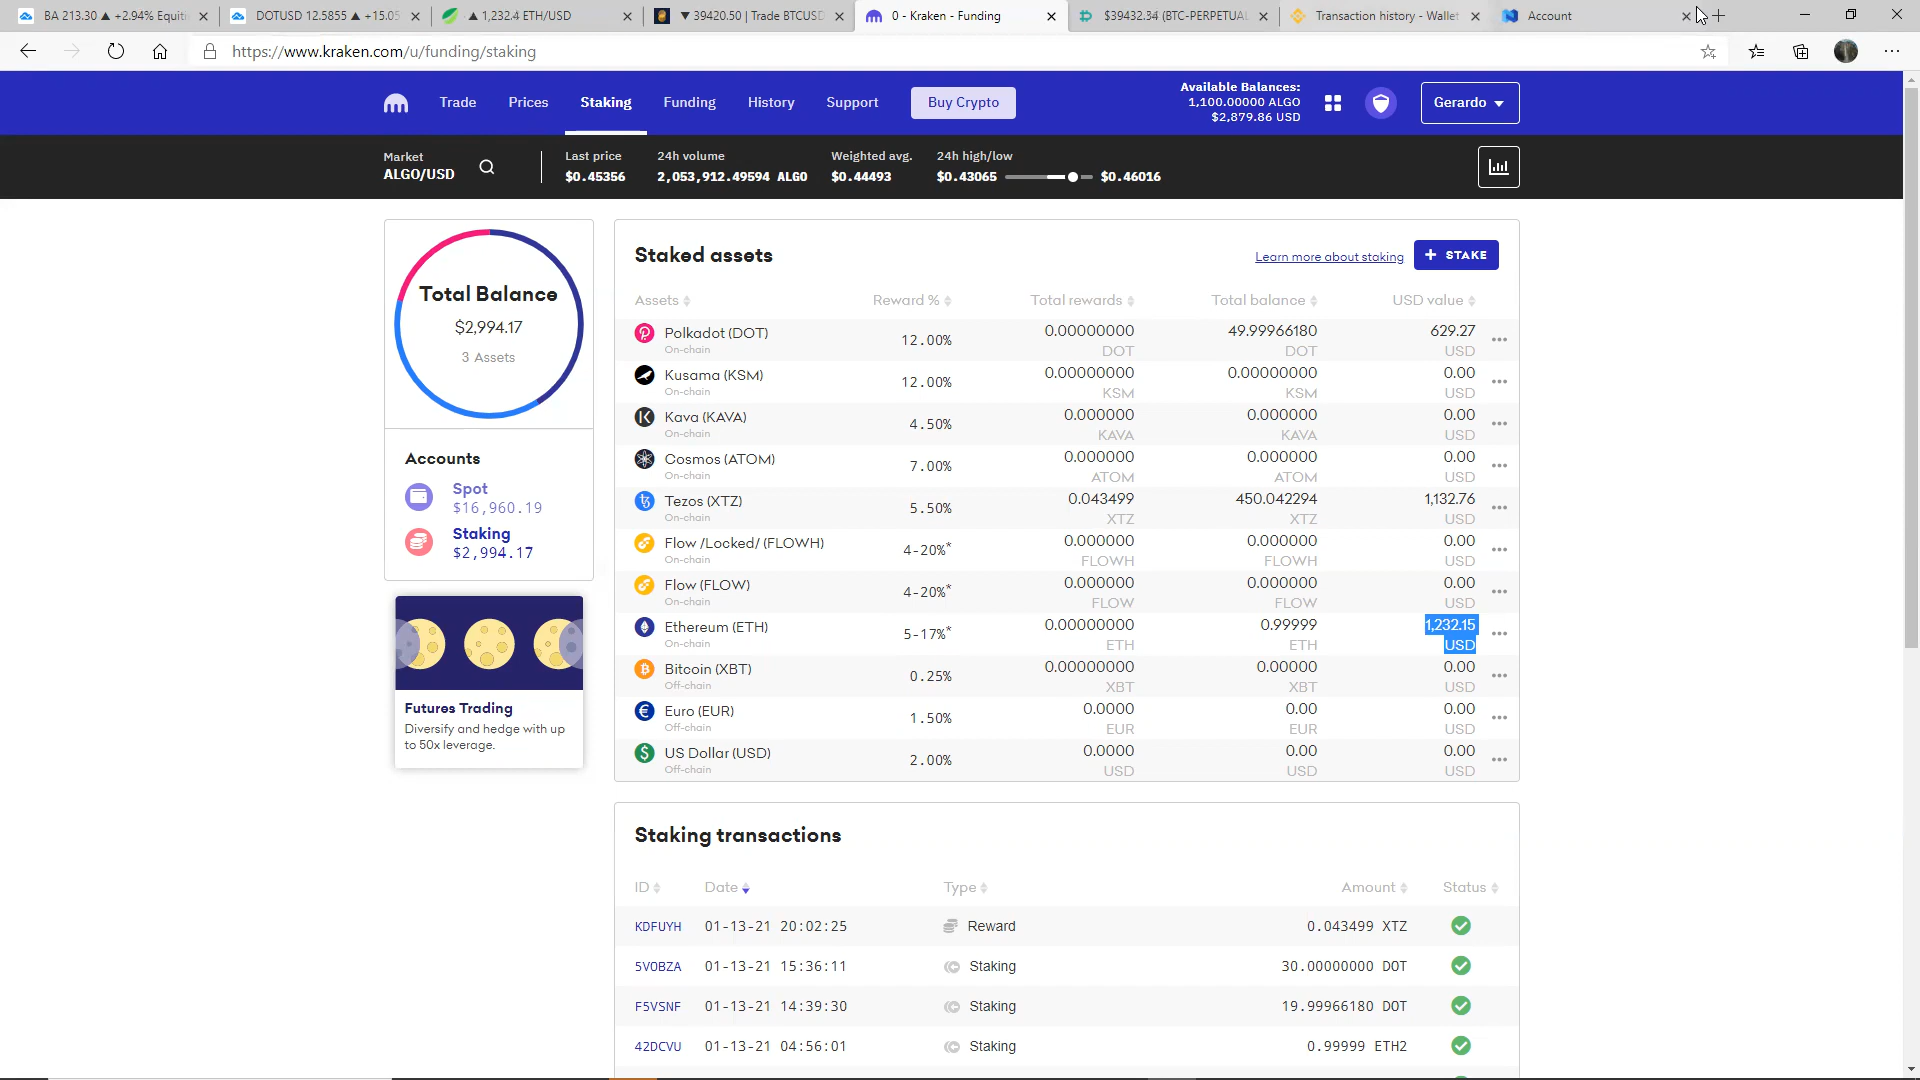 BA 213.30 ▲ +2.94% Equiti
DOTUSD 12.5855 ▲ +15.05
▲ 1,232.4 ETH/USD
▼ 39420.50 | Trade BTCUSD
0 - Kraken - Funding
$39432.34 (BTC-PERPETUAL
Transaction history - Wallet
Account
https://www.kraken.com/u/funding/staking
Trade Prices Staking Funding History Support Buy Crypto
Available Balances:
1,100.00000 ALGO
$2,879.86 USD
Gerardo
Market
ALGO/USD
Last price
$0.45356
24h volume
2,053,912.49594 ALGO
Weighted avg.
$0.44493
24h high/low
$0.43065 $0.46016
Total Balance
$2,994.17
3 Assets
Accounts
Spot
$16,960.19
Staking
$2,994.17
Futures Trading
Diversify and hedge with up
to 50x leverage.
Staked assets
Learn more about staking
+ STAKE
Assets Reward % Total rewards Total balance USD value
Polkadot (DOT) 12.00% 0.00000000 49.99966180 629.27
On-chain DOT DOT USD
Kusama (KSM) 12.00% 0.00000000 0.00000000 0.00
On-chain KSM KSM USD
Kava (KAVA) 4.50% 0.000000 0.000000 0.00
On-chain KAVA KAVA USD
Cosmos (ATOM) 7.00% 0.000000 0.000000 0.00
On-chain ATOM ATOM USD
Tezos (XTZ) 5.50% 0.043499 450.042294 1,132.76
On-chain XTZ XTZ USD
Flow /Locked/ (FLOWH) 4-20%* 0.000000 0.000000 0.00
On-chain FLOWH FLOWH USD
Flow (FLOW) 4-20%* 0.000000 0.000000 0.00
On-chain FLOW FLOW USD
Ethereum (ETH) 5-17%* 0.00000000 0.99999 1,232.15
On-chain ETH ETH USD
Bitcoin (XBT) 0.25% 0.00000000 0.00000 0.00
Off-chain XBT XBT USD
Euro (EUR) 1.50% 0.0000 0.00 0.00
Off-chain EUR EUR USD
US Dollar (USD) 2.00% 0.0000 0.00 0.00
Off-chain USD USD USD
Staking transactions
ID Date Type Amount Status
KDFUYH 01-13-21 20:02:25 Reward 0.043499 XTZ
5VOBZA 01-13-21 15:36:11 Staking 30.00000000 DOT
F5VSNF 01-13-21 14:39:30 Staking 19.99966180 DOT
42DCVU 01-13-21 04:56:01 Staking 0.99999 ETH2